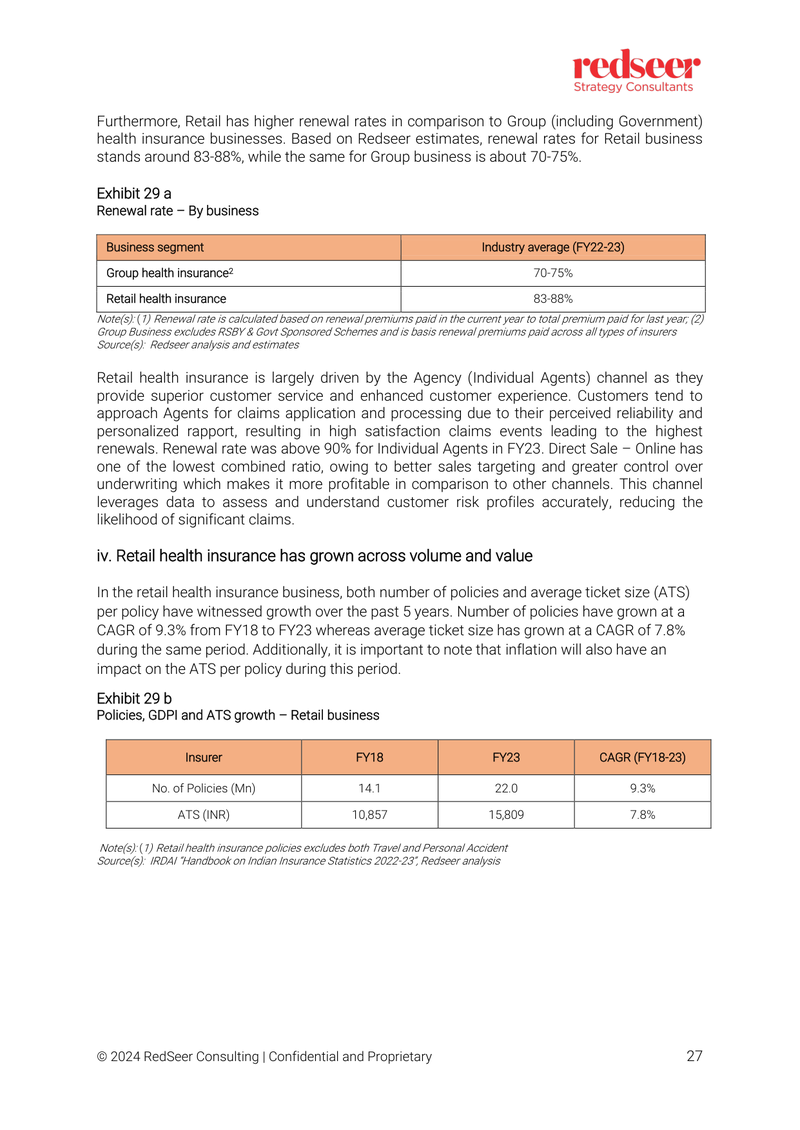 redseer
Strategy Consultants
Furthermore, Retail has higher renewal rates in comparison to Group (including Government)
health insurance businesses. Based on Redseer estimates, renewal rates for Retail business
stands around 83-88%, while the same for Group business is about 70-75%.
Exhibit 29 a
Renewal rate – By business
Business segment Industry average (FY22-23)
Group health insurance² 70-75%
Retail health insurance 83-88%
Note(s): (1) Renewal rate is calculated based on renewal premiums paid in the current year to total premium paid for last year; (2)
Group Business excludes RSBY & Govt Sponsored Schemes and is basis renewal premiums paid across all types of insurers
Source(s): Redseer analysis and estimates
Retail health insurance is largely driven by the Agency (Individual Agents) channel as they
provide superior customer service and enhanced customer experience. Customers tend to
approach Agents for claims application and processing due to their perceived reliability and
personalized rapport, resulting in high satisfaction claims events leading to the highest
renewals. Renewal rate was above 90% for Individual Agents in FY23. Direct Sale – Online has
one of the lowest combined ratio, owing to better sales targeting and greater control over
underwriting which makes it more profitable in comparison to other channels. This channel
leverages data to assess and understand customer risk profiles accurately, reducing the
likelihood of significant claims.
iv. Retail health insurance has grown across volume and value
In the retail health insurance business, both number of policies and average ticket size (ATS)
per policy have witnessed growth over the past 5 years. Number of policies have grown at a
CAGR of 9.3% from FY18 to FY23 whereas average ticket size has grown at a CAGR of 7.8%
during the same period. Additionally, it is important to note that inflation will also have an
impact on the ATS per policy during this period.
Exhibit 29 b
Policies, GDPI and ATS growth – Retail business
Insurer FY18 FY23 CAGR (FY18-23)
No. of Policies (Mn) 14.1 22.0 9.3%
ATS (INR) 10,857 15,809 7.8%
Note(s): (1) Retail health insurance policies excludes both Travel and Personal Accident
Source(s): IRDAI "Handbook on Indian Insurance Statistics 2022-23", Redseer analysis
© 2024 RedSeer Consulting | Confidential and Proprietary 27